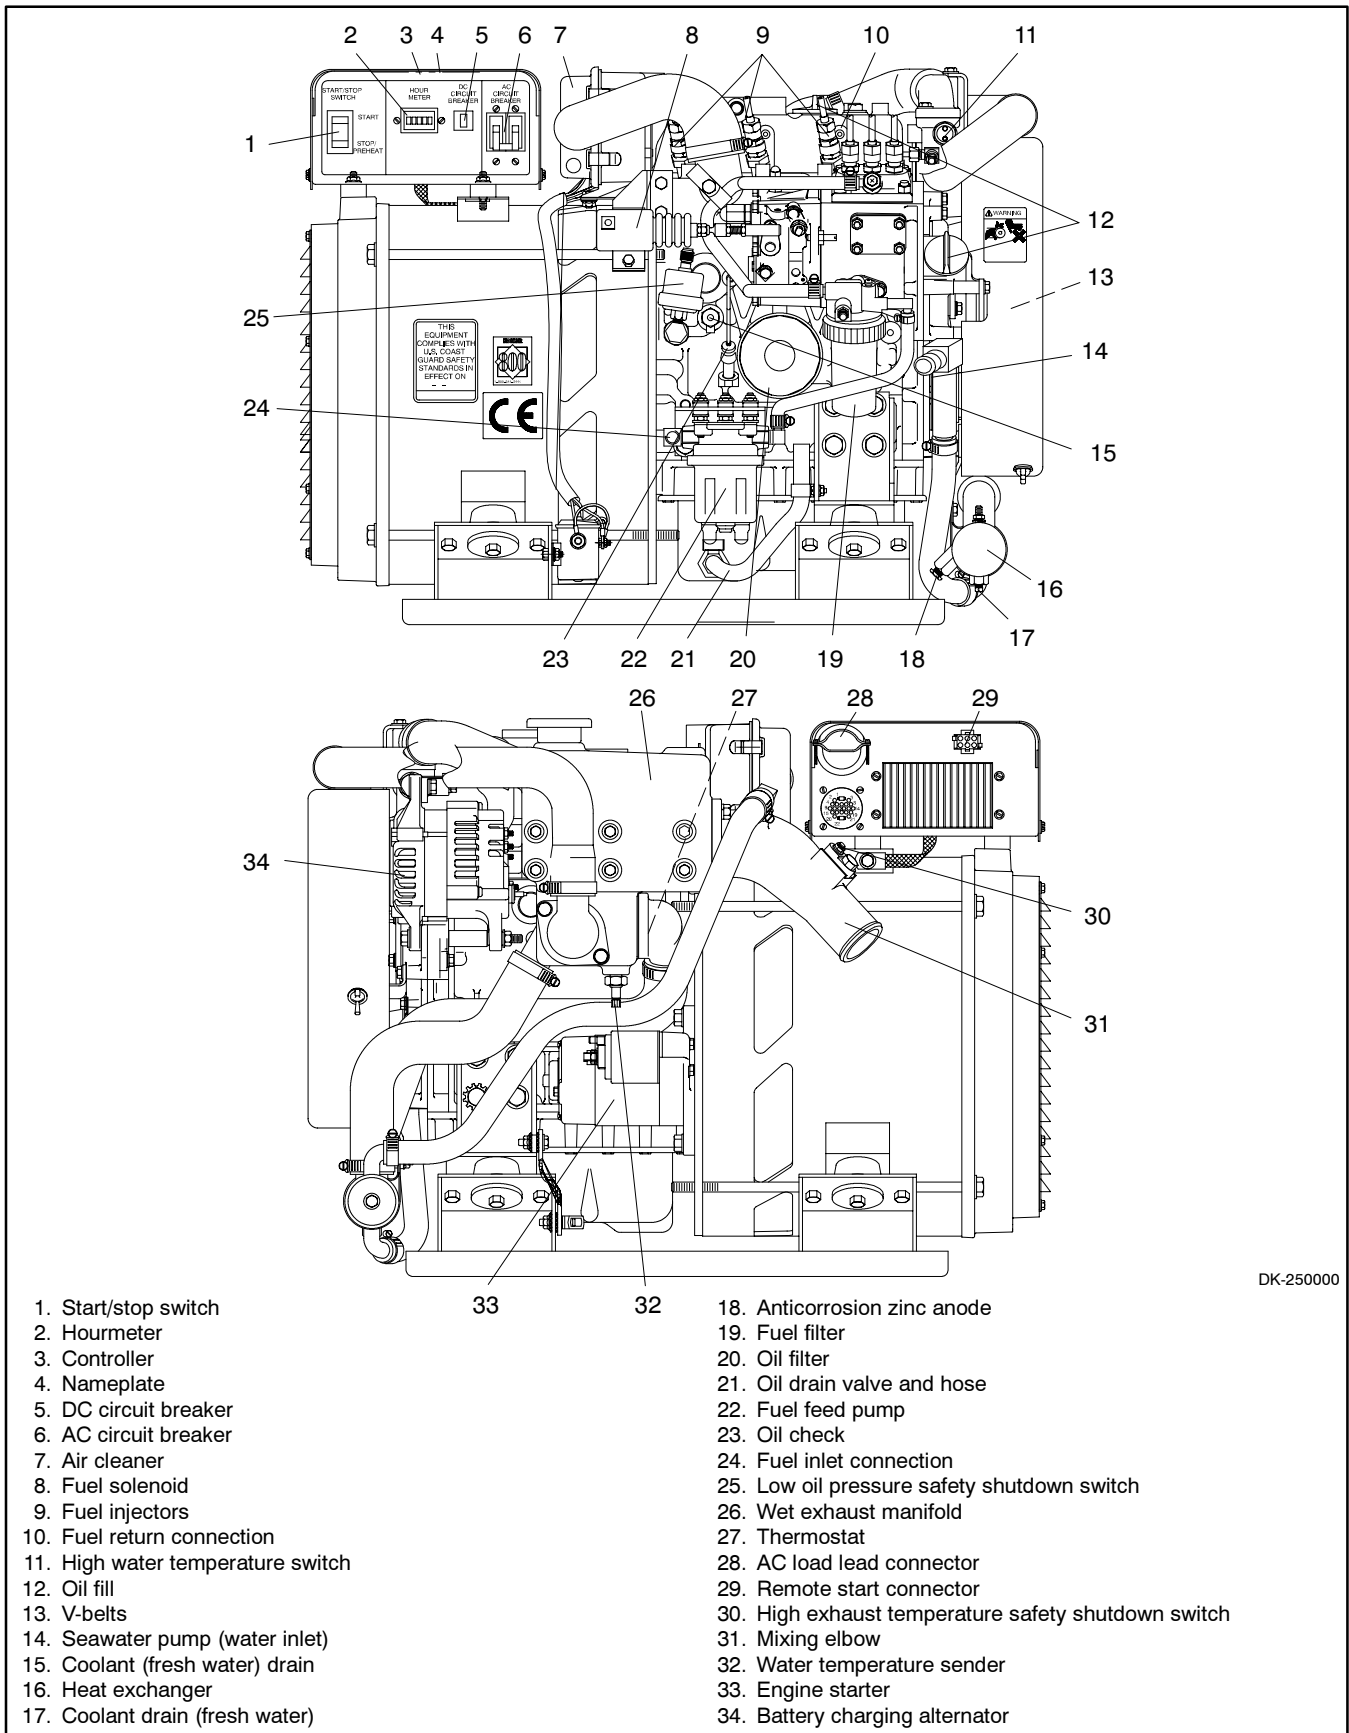 2 3 4 5 6 7 8 9 10 11
START/STOP
SWITCH
START
STOP/
PREHEAT
HOUR
METER
DC
CIRCUIT
BREAKER
AC
CIRCUIT
BREAKER
1
WARNING
12
13
25
THIS
EQUIPMENT
COMPLIES WITH
U.S. COAST
GUARD SAFETY
STANDARDS IN
EFFECT ON
800
CE
14
24
15
16
17
23 22 21 20 19 18
26 27 28 29
34
30
31
33 32
DK-250000
1. Start/stop switch
2. Hourmeter
3. Controller
4. Nameplate
5. DC circuit breaker
6. AC circuit breaker
7. Air cleaner
8. Fuel solenoid
9. Fuel injectors
10. Fuel return connection
11. High water temperature switch
12. Oil fill
13. V-belts
14. Seawater pump (water inlet)
15. Coolant (fresh water) drain
16. Heat exchanger
17. Coolant drain (fresh water)
18. Anticorrosion zinc anode
19. Fuel filter
20. Oil filter
21. Oil drain valve and hose
22. Fuel feed pump
23. Oil check
24. Fuel inlet connection
25. Low oil pressure safety shutdown switch
26. Wet exhaust manifold
27. Thermostat
28. AC load lead connector
29. Remote start connector
30. High exhaust temperature safety shutdown switch
31. Mixing elbow
32. Water temperature sender
33. Engine starter
34. Battery charging alternator